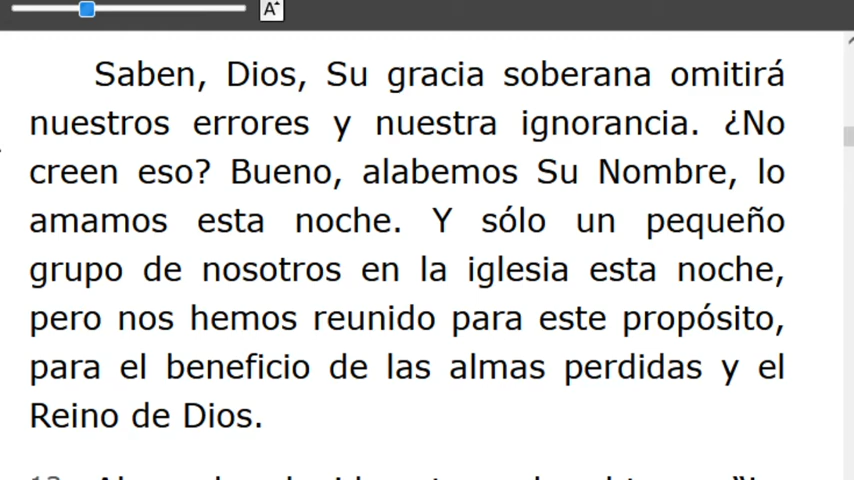 A
Saben, Dios, Su gracia soberana omitirá
nuestros errores y nuestra ignorancia. ¿No
creen eso? Bueno, alabemos Su Nombre, lo
amamos esta noche. Y sólo un pequeño
grupo de nosotros en la iglesia esta noche,
pero nos hemos reunido para este propósito,
para el beneficio de las almas perdidas y el
Reino de Dios.